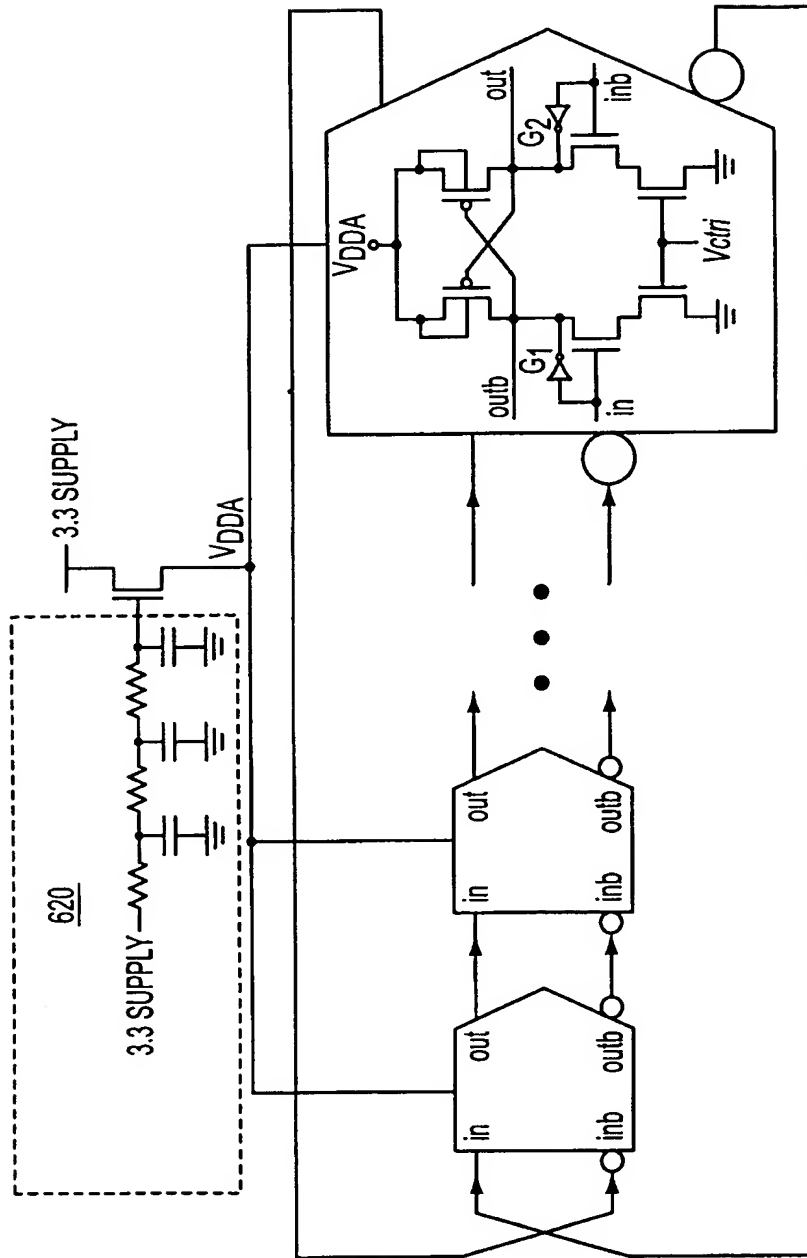 620
3.3 SUPPLY
3.3 SUPPLY
VDDA
in
out
inb
outb
in
out
inb
outb
VDDA
outb
out
G1
G2
in
inb
Vctrl